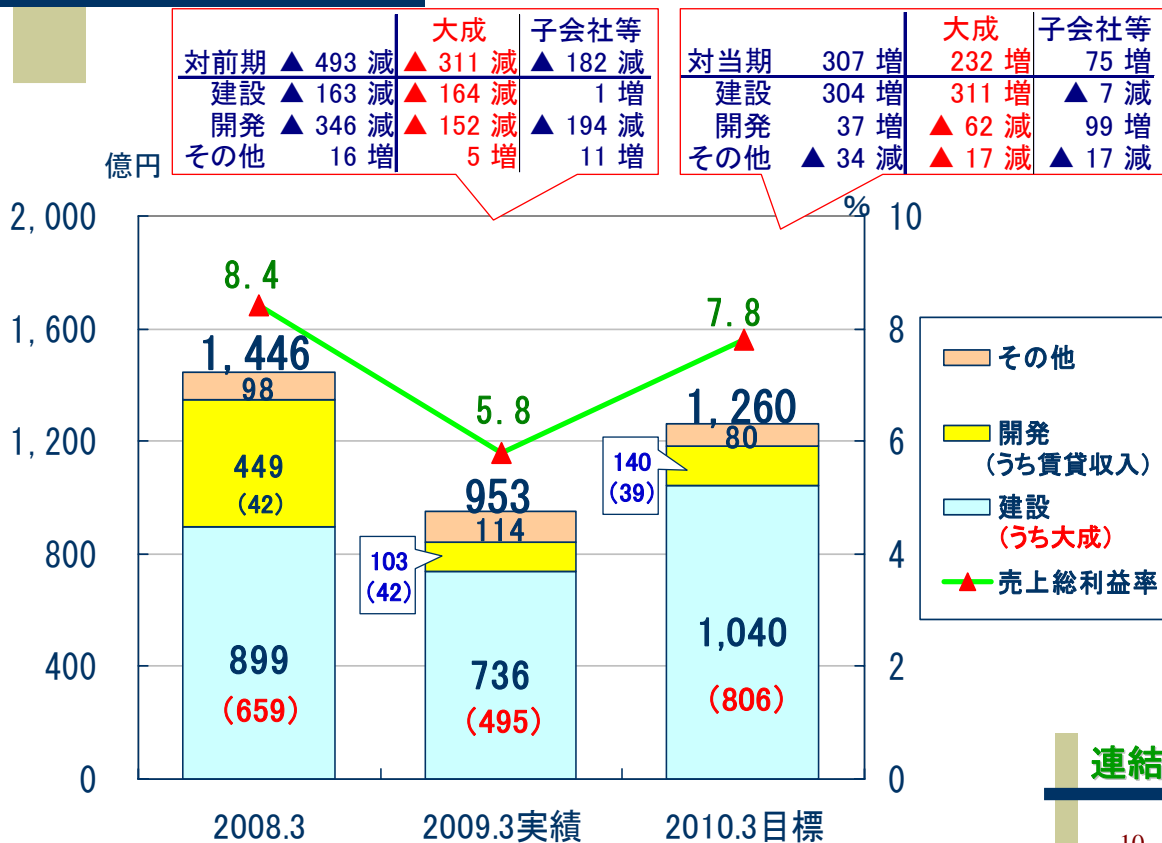 大成 子会社等
対前期 ▲ 493 減 ▲ 311 減 ▲ 182 減
建設 ▲ 163 減 ▲ 164 減 1 増
開発 ▲ 346 減 ▲ 152 減 ▲ 194 減
その他 16 増 5 増 11 増
大成 子会社等
対当期 307 増 232 増 75 増
建設 304 増 311 増 ▲ 7 減
開発 37 増 ▲ 62 減 99 増
その他 ▲ 34 減 ▲ 17 減 ▲ 17 減
億円
%
2,000
1,600
1,200
800
400
0
10
8
6
4
2
0
8.4
1,446
98
449
(42)
899
(659)
5.8
953
114
103
(42)
736
(495)
7.8
1,260
80
140
(39)
1,040
(806)
2008.3
2009.3実績
2010.3目標
その他
開発
(うち賃貸収入)
建設
(うち大成)
売上総利益率
連結
10